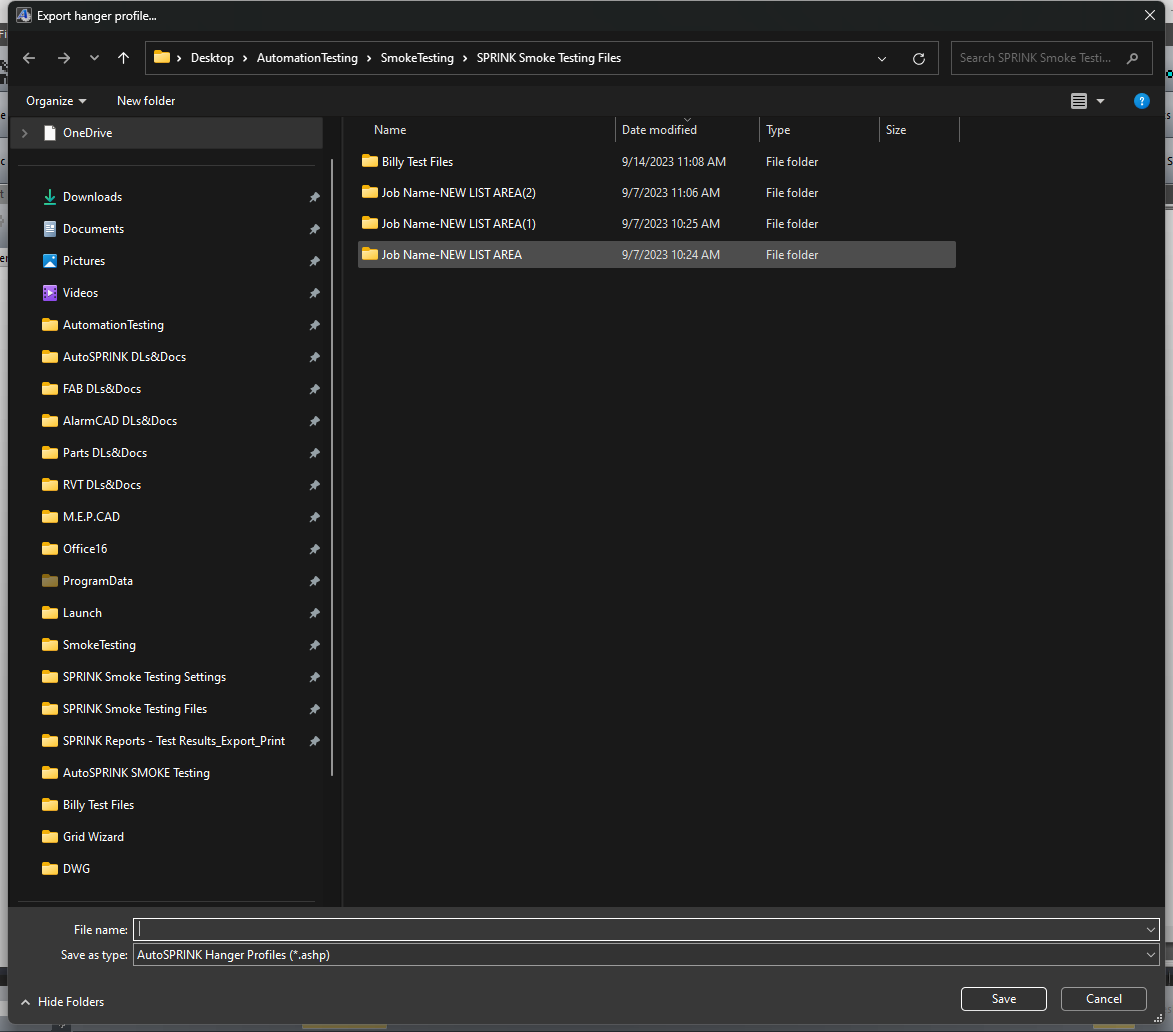 Export hanger profile...
Desktop > AutomationTesting > SmokeTesting > SPRINK Smoke Testing Files
Search SPRINK Smoke Testi...
Organize
New folder
?
OneDrive
Downloads
Documents
Pictures
Videos
AutomationTesting
AutoSPRINK DLs&Docs
FAB DLs&Docs
AlarmCAD DLs&Docs
Parts DLs&Docs
RVT DLs&Docs
M.E.P.CAD
Office16
ProgramData
Launch
SmokeTesting
SPRINK Smoke Testing Settings
SPRINK Smoke Testing Files
SPRINK Reports - Test Results_Export_Print
AutoSPRINK SMOKE Testing
Billy Test Files
Grid Wizard
DWG
Name Date modified Type Size
Billy Test Files 9/14/2023 11:08 AM File folder
Job Name-NEW LIST AREA(2) 9/7/2023 11:06 AM File folder
Job Name-NEW LIST AREA(1) 9/7/2023 10:25 AM File folder
Job Name-NEW LIST AREA 9/7/2023 10:24 AM File folder
File name:
Save as type: AutoSPRINK Hanger Profiles (*.ashp)
Hide Folders
Save
Cancel